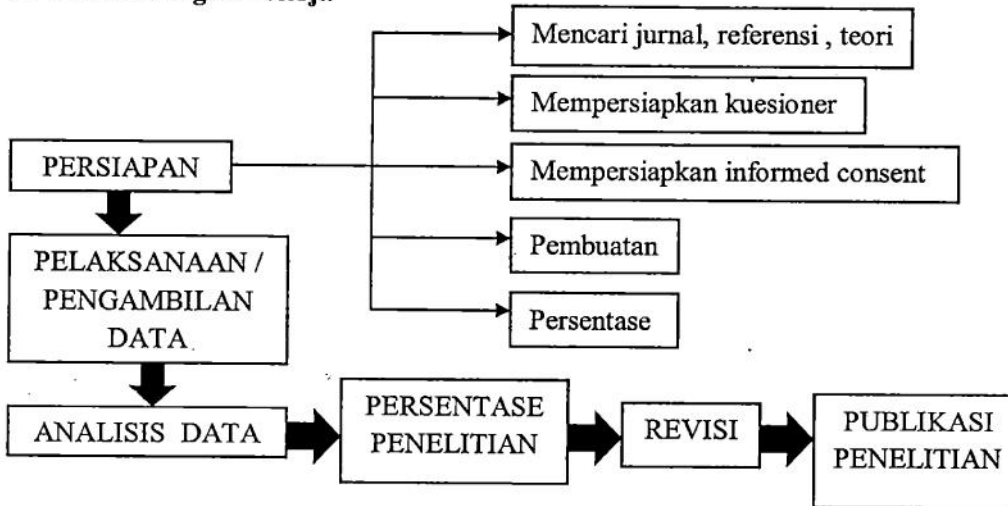 Mencari jurnal, referensi , teori
Mempersiapkan kuesioner
PERSIAPAN
Mempersiapkan informed consent
Pembuatan
Persentase
PELAKSANAAN /
PENGAMBILAN
DATA
ANALISIS DATA
PERSENTASE
PENELITIAN
REVISI
PUBLIKASI
PENELITIAN